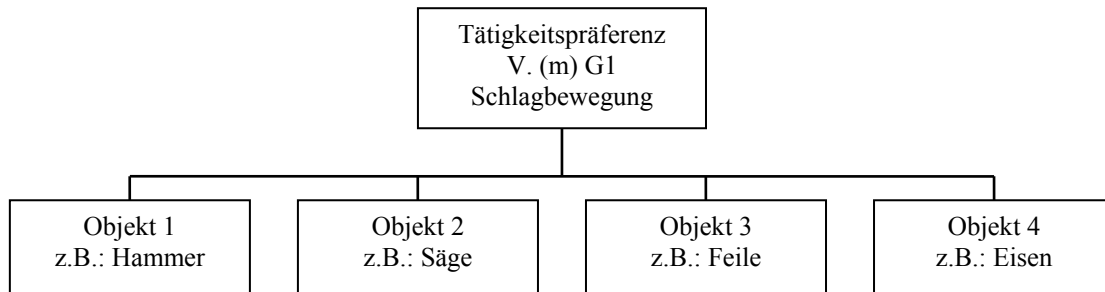 Tätigkeitspräferenz
V. (m) G1
Schlagbewegung
Objekt 1
z.B.: Hammer
Objekt 2
z.B.: Säge
Objekt 3
z.B.: Feile
Objekt 4
z.B.: Eisen